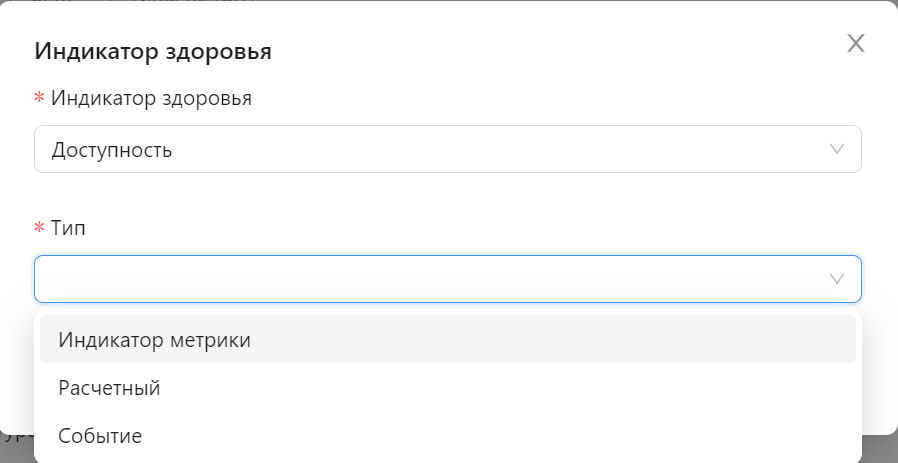 Индикатор здоровья
* Индикатор здоровья
Доступность
* Тип
Индикатор метрики
Расчетный
Событие